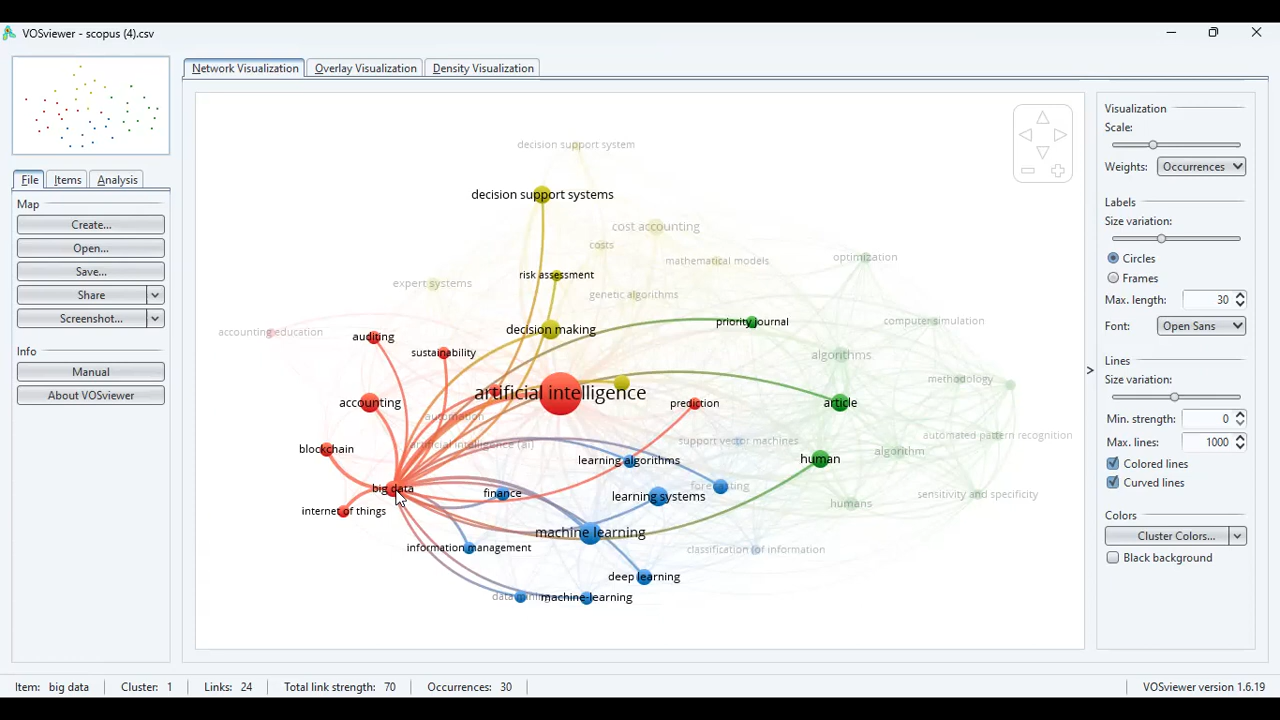 VOSviewer - scopus (4).csv
Network Visualization
Overlay Visualization
Density Visualization
File
Items
Analysis
Map
Create...
Open...
Save...
Share
Screenshot...
Info
Manual
About VOSviewer
decision support system
decision support systems
cost accounting
costs
mathematical models
optimization
risk assessment
expert systems
genetic algorithms
priority journal
computer simulation
accounting education
decision making
auditing
sustainability
algorithms
methodology
artificial intelligence
accounting
prediction
article
automation
artificial intelligence (ai)
support vector machines
automated pattern recognition
blockchain
algorithm
learning algorithms
human
big data
forecasting
finance
learning systems
sensitivity and specificity
internet of things
humans
machine learning
information management
classification (of information)
deep learning
data mining
machine-learning
Visualization
Scale:
Weights:
Occurrences
Labels
Size variation:
Circles
Frames
Max. length:
30
Font:
Open Sans
Lines
Size variation:
Min. strength:
0
Max. lines:
1000
Colored lines
Curved lines
Colors
Cluster Colors...
Black background
>
Item: big data
Cluster: 1
Links: 24
Total link strength: 70
Occurrences: 30
VOSviewer version 1.6.19